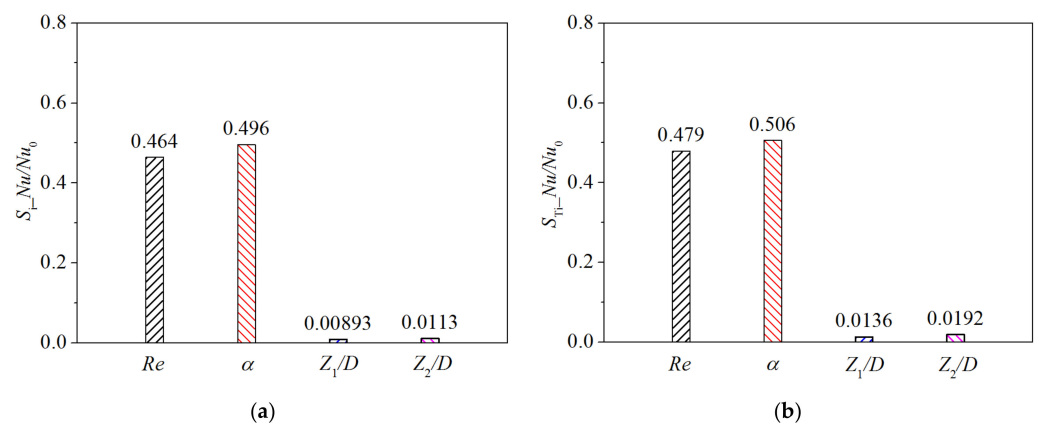 0.8
0.6
0.4
0.2
0.0
S_i_Nu/Nu_0
0.464
0.496
0.00893
0.0113
Re
α
Z_1/D
Z_2/D
(a)
0.8
0.6
0.4
0.2
0.0
S_Ti_Nu/Nu_0
0.479
0.506
0.0136
0.0192
Re
α
Z_1/D
Z_2/D
(b)